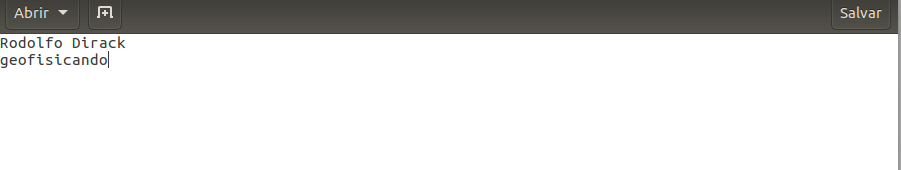 Abrir
Salvar
Rodolfo Dirack
geofisicando